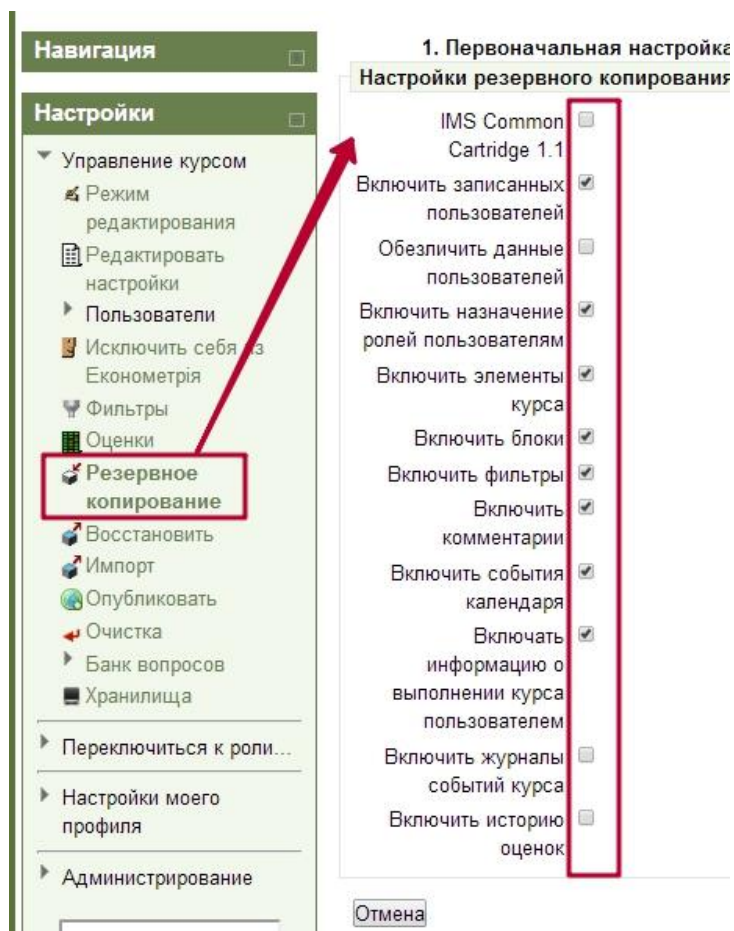 Навигация
Настройки
Управление курсом
Режим
редактирования
Редактировать
настройки
Пользователи
Исключить себя из
Економетрія
Фильтры
Оценки
Резервное
копирование
Восстановить
Импорт
Опубликовать
Очистка
Банк вопросов
Хранилища
Переключиться к роли...
Настройки моего
профиля
Администрирование
1. Первоначальная настройка
Настройки резервного копирования
IMS Common
Cartridge 1.1
Включить записанных
пользователей
Обезличить данные
пользователей
Включить назначение
ролей пользователям
Включить элементы
курса
Включить блоки
Включить фильтры
Включить
комментарии
Включить события
календаря
Включать
информацию о
выполнении курса
пользователем
Включить журналы
событий курса
Включить историю
оценок
Отмена